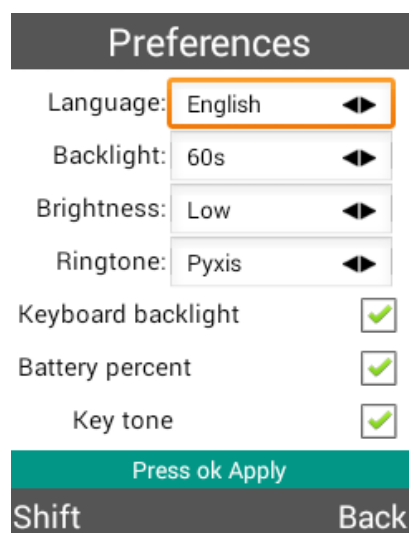 Preferences
Language: English
Backlight: 60s
Brightness: Low
Ringtone: Pyxis
Keyboard backlight
Battery percent
Key tone
Press ok Apply
Shift Back